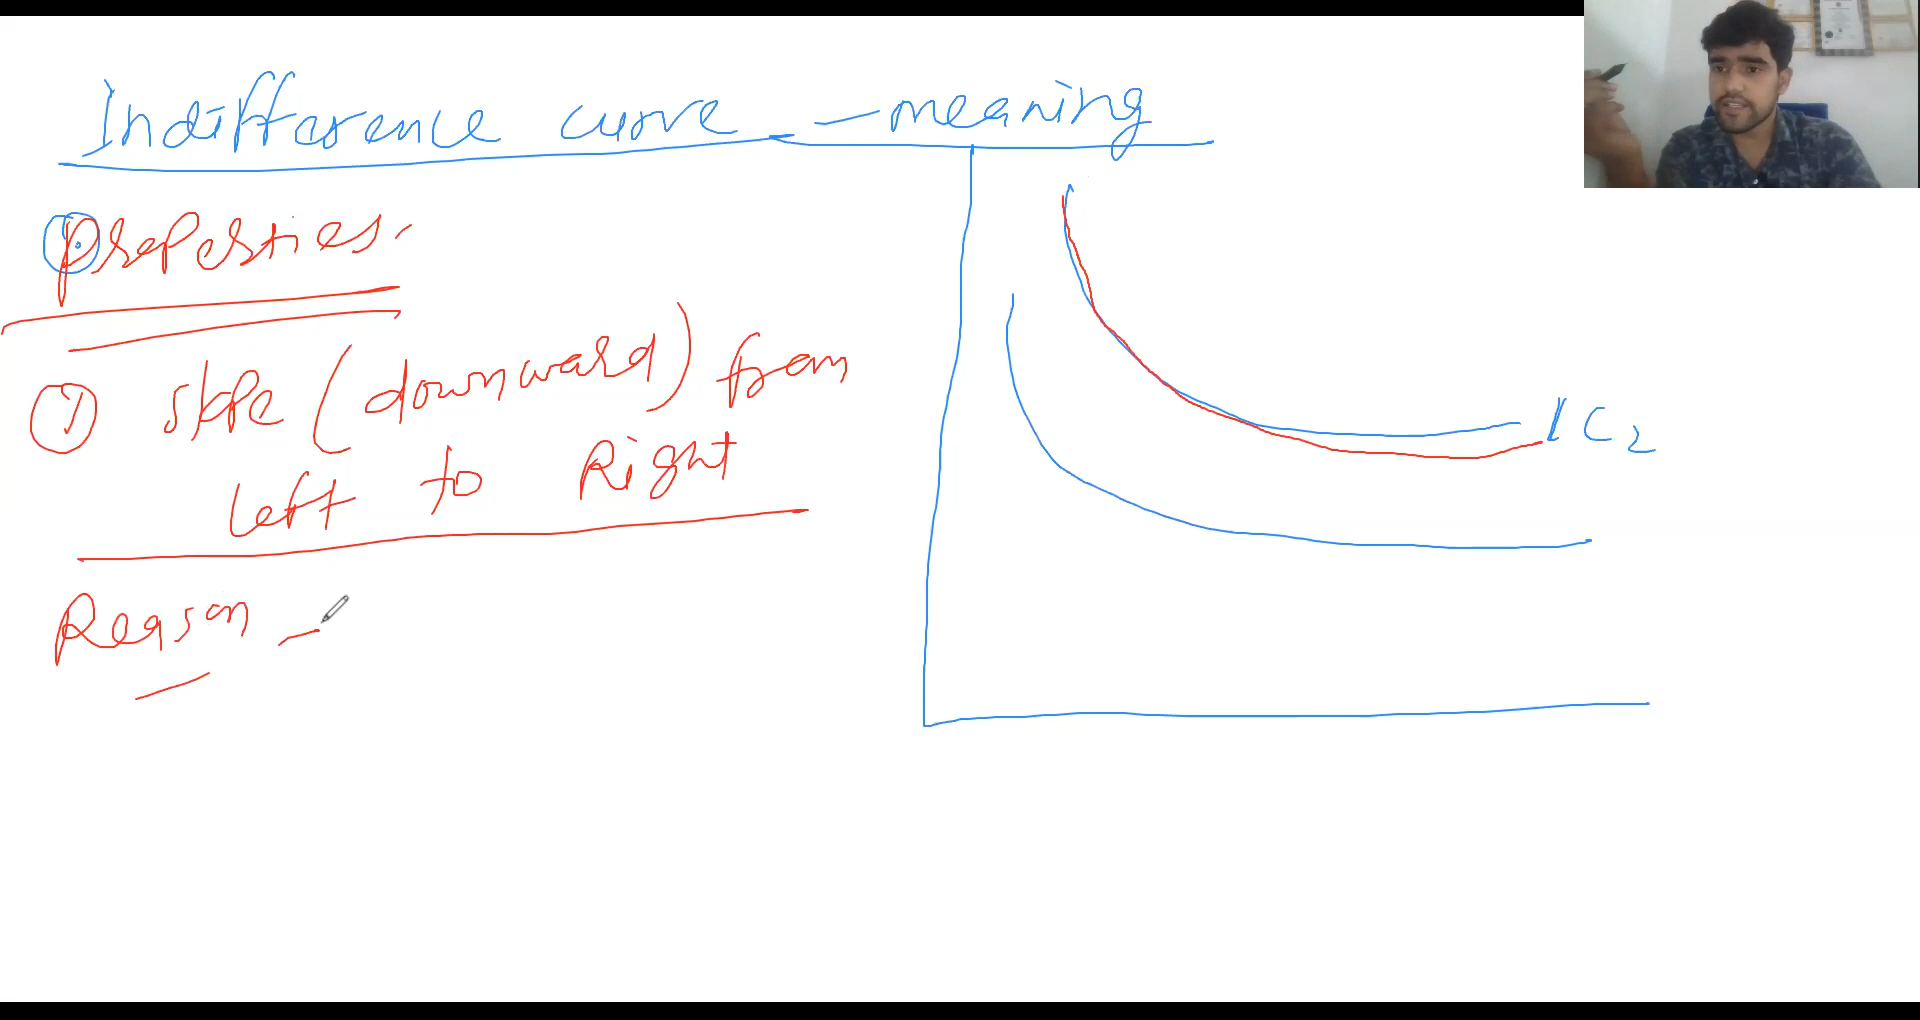 Indifference curve - meaning
Properties.
① slope (downward) from
left to Right
Reason -
IC2